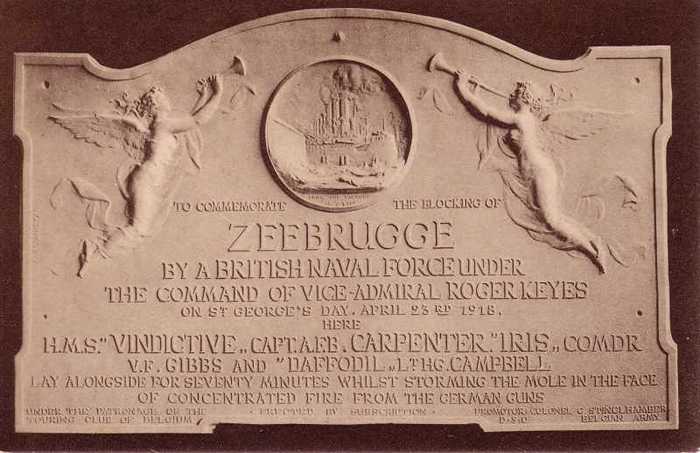 TO COMMEMORATE THE BLOCKING OF
ZEEBRUGGE
BY A BRITISH NAVAL FORCE UNDER
THE COMMAND OF VICE-ADMIRAL ROGER KEYES
ON ST GEORGE'S DAY. APRIL 23RD 1918.
HERE
H.M.S." VINDICTIVE „ CAPT. A.F.B. CARPENTER. "IRIS „ COMDR
V.F. GIBBS AND "DAFFODIL „ LT H.G. CAMPBELL
LAY ALONGSIDE FOR SEVENTY MINUTES WHILST STORMING THE MOLE IN THE FACE
OF CONCENTRATED FIRE FROM THE GERMAN GUNS
UNDER THE PATRONAGE OF THE · ERECTED BY SUBSCRIPTION · PROMOTOR: COLONEL G STINGLHAMBER
TOURING CLUB OF BELGIUM D.S.O BELGIAN ARMY.